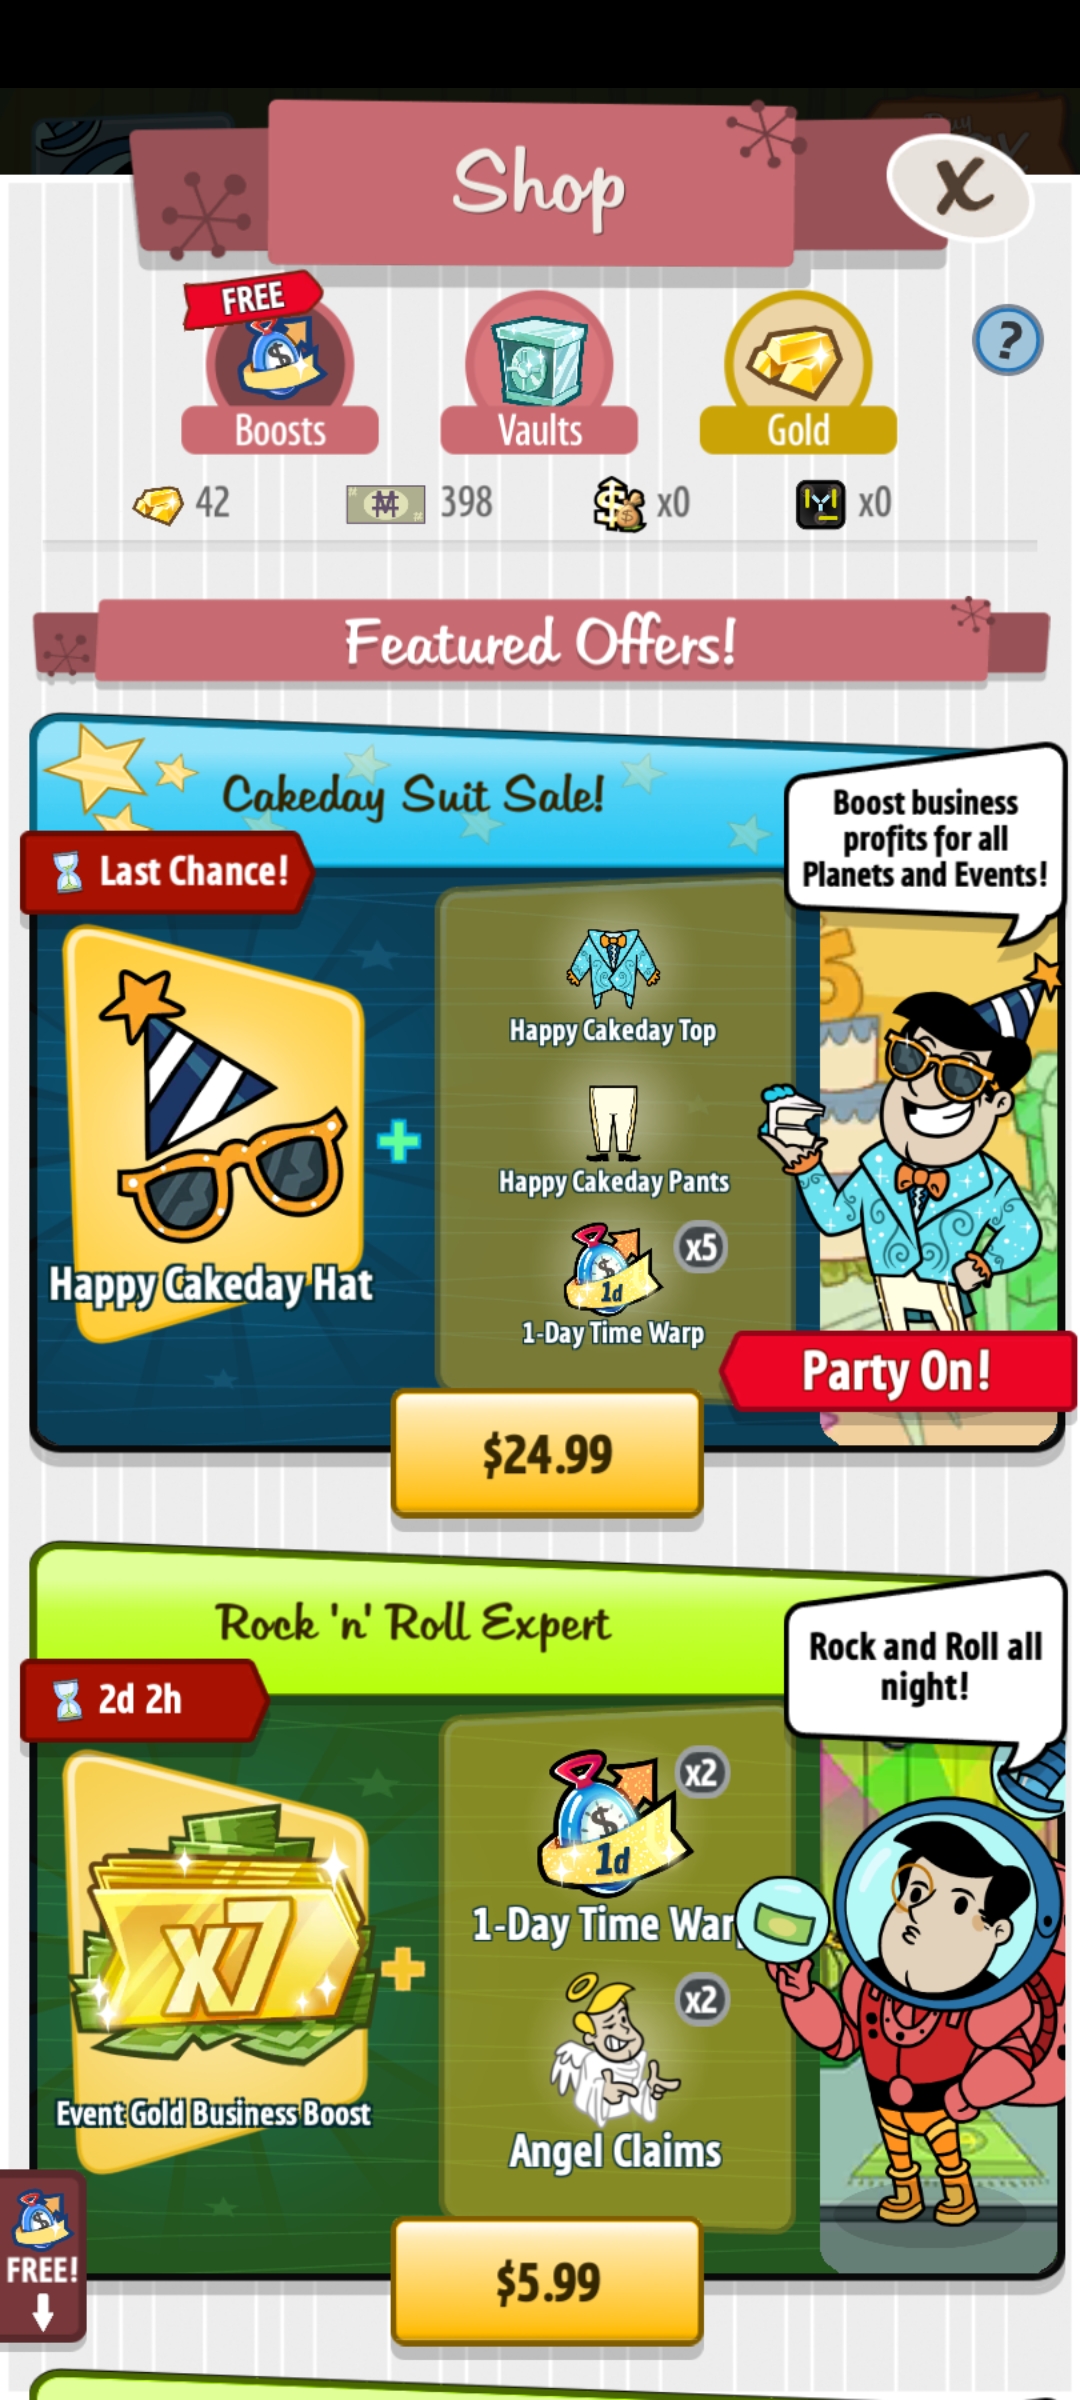 Shop
X
FREE
Boosts
Vaults
Gold
?
42
398
x0
x0
Featured Offers!
Cakeday Suit Sale!
Last Chance!
Boost business
profits for all
Planets and Events!
Happy Cakeday Hat
Happy Cakeday Top
Happy Cakeday Pants
x5
1d
1-Day Time Warp
Party On!
$24.99
Rock 'n' Roll Expert
2d 2h
Rock and Roll all
night!
x7
Event Gold Business Boost
x2
1d
1-Day Time War
x2
Angel Claims
FREE!
$5.99